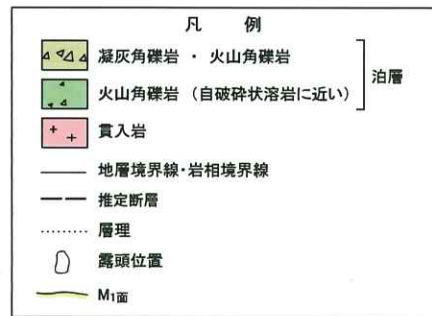 凡 例
凝灰角礫岩 ・ 火山角礫岩
火山角礫岩 (自破砕状溶岩に近い)
泊層
貫入岩
地層境界線・岩相境界線
推定断層
層理
露頭位置
M1面